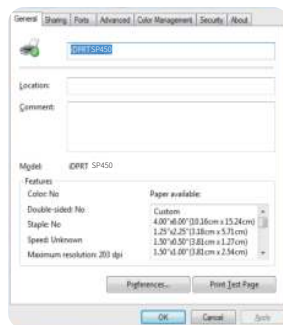 General Sharing Ports Advanced Color Management Security About
iDPRT SP450
Location:
Comment:
Model: iDPRT SP450
Features
Color: No
Double-sided: No
Staple: No
Speed: Unknown
Maximum resolution: 203 dpi
Paper available:
Custom
4.00"x6.00"(10.16cm x 15.24cm)
1.25"x2.25"(3.18cm x 5.71cm)
1.50"x0.50"(3.81cm x 1.27cm)
1.50"x1.00"(3.81cm x 2.54cm)
Preferences... Print Test Page
OK Cancel Apply